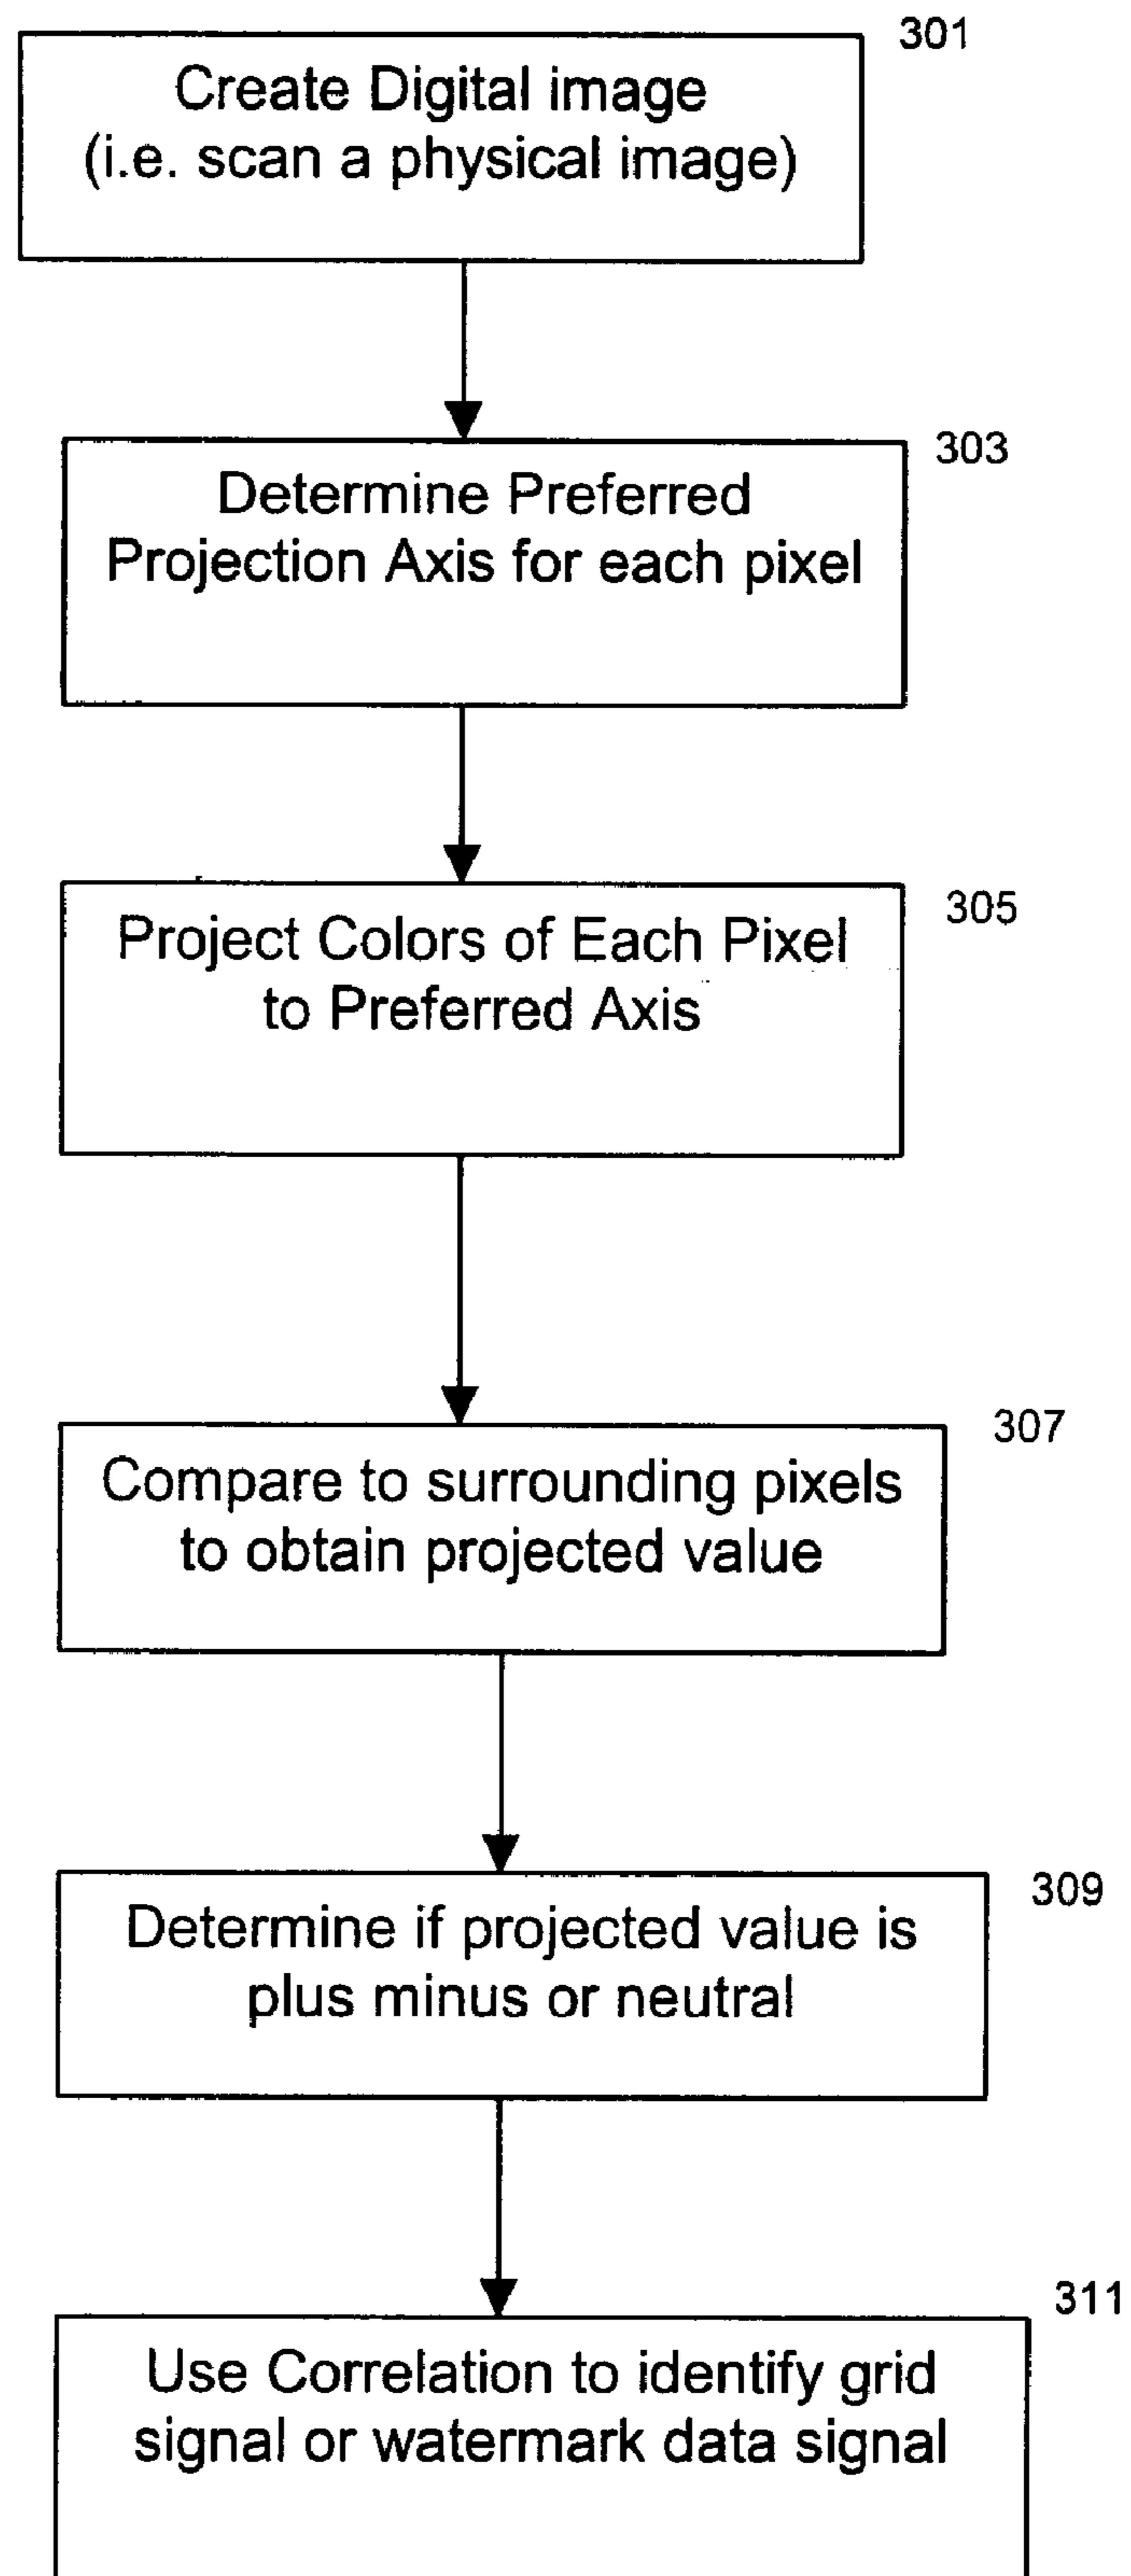 301
Create Digital image
(i.e. scan a physical image)
303
Determine Preferred
Projection Axis for each pixel
305
Project Colors of Each Pixel
to Preferred Axis
307
Compare to surrounding pixels
to obtain projected value
309
Determine if projected value is
plus minus or neutral
311
Use Correlation to identify grid
signal or watermark data signal